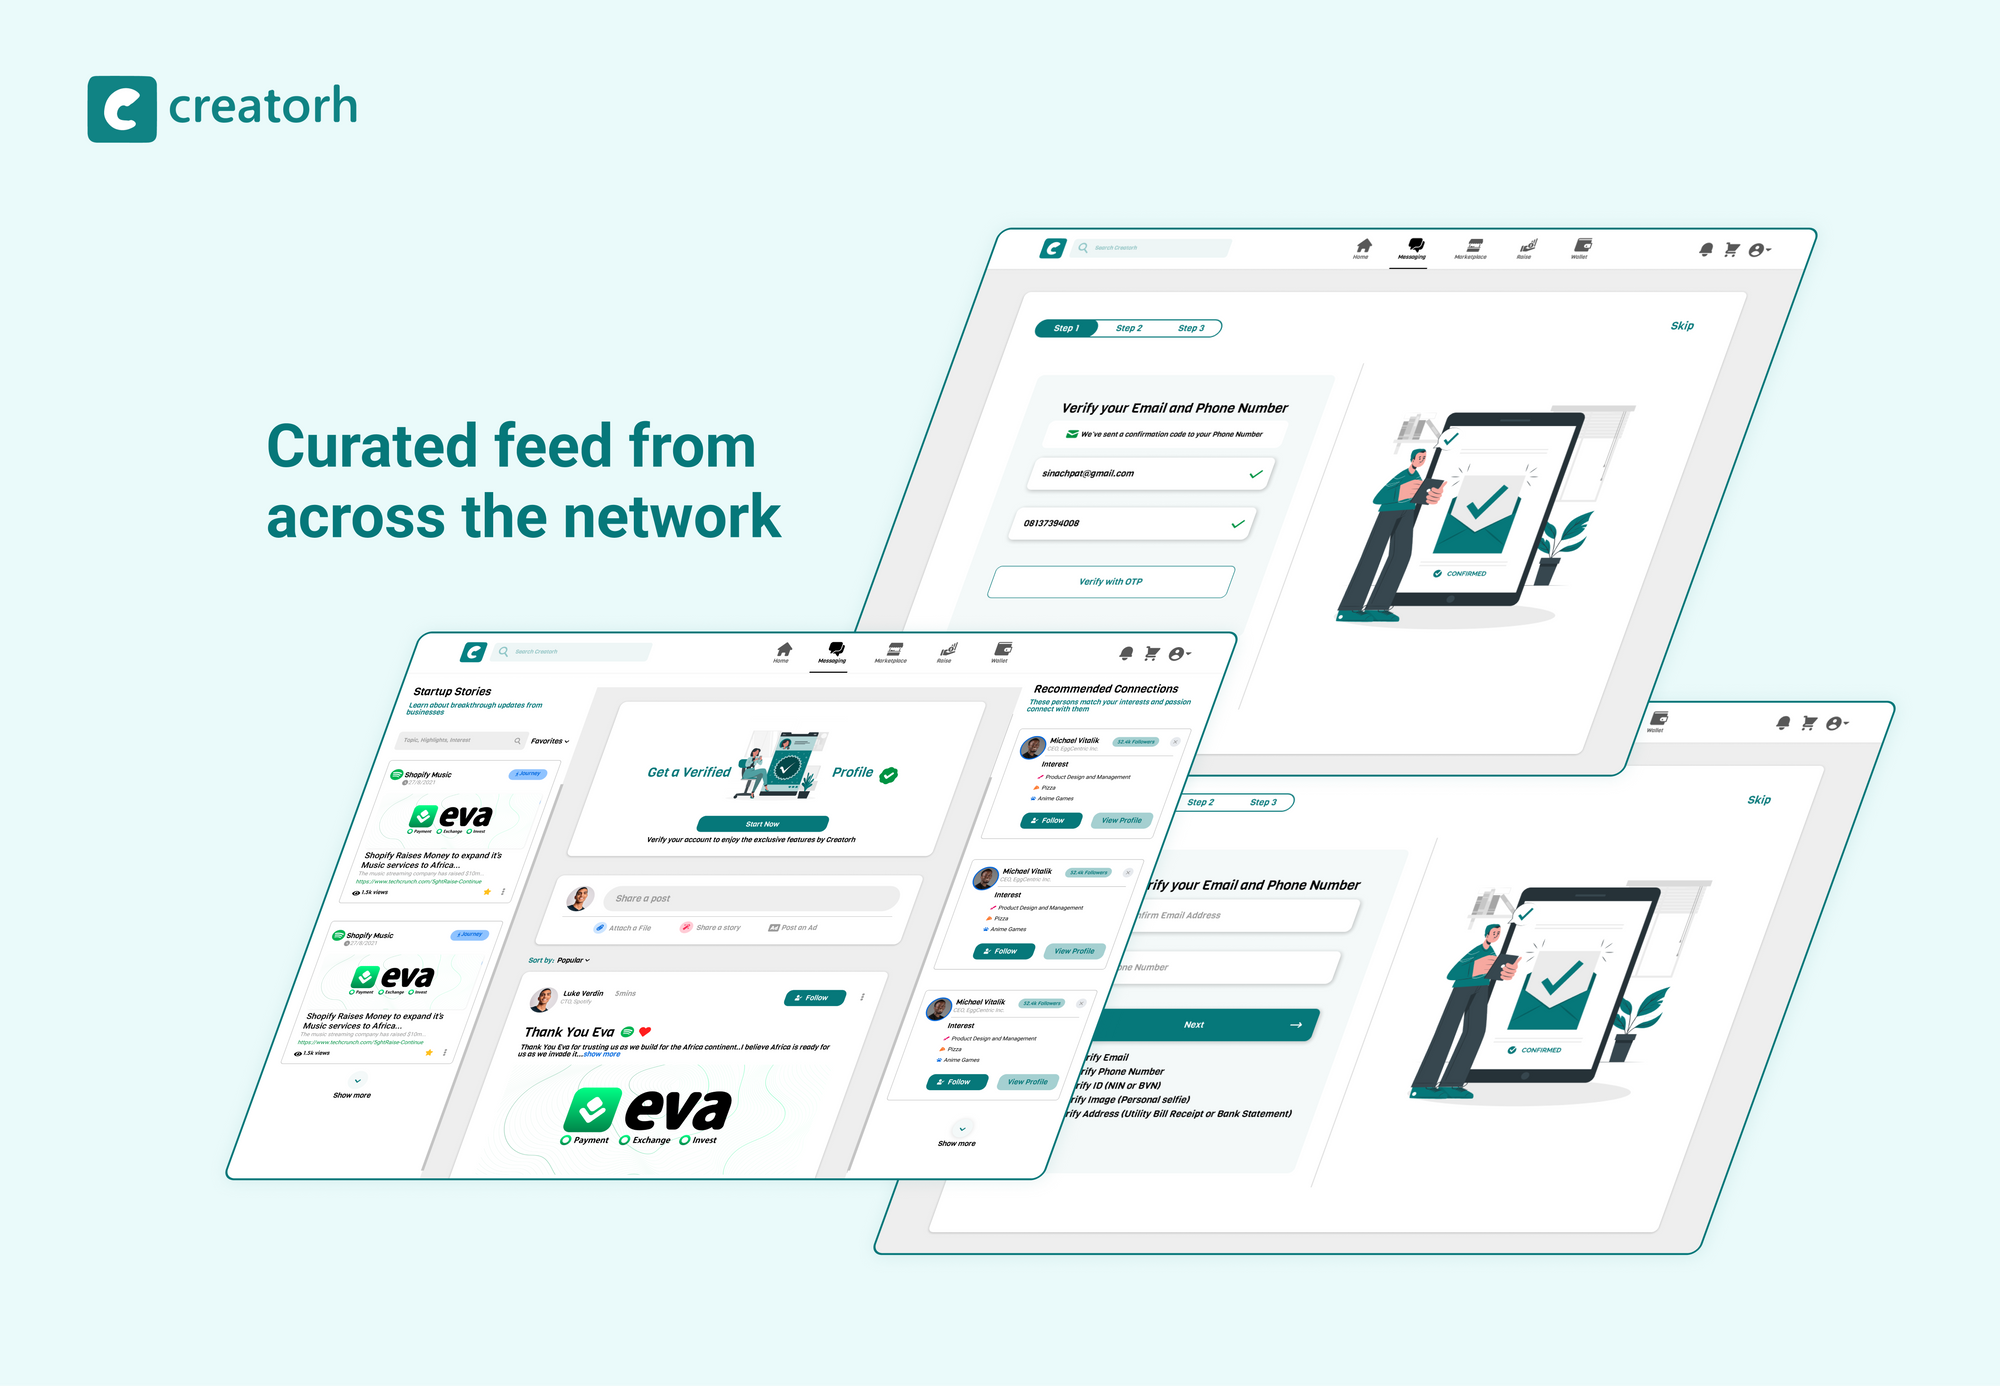 creatorh
Curated feed from
across the network
Search Creatorh
Home
Messaging
Marketplace
Raise
Wallet
Step 1
Step 2
Step 3
Skip
Verify your Email and Phone Number
We've sent a confirmation code to your Phone Number
sinachpat@gmail.com
08137394008
Verify with OTP
CONFIRMED
Search Creatorh
Home
Messaging
Marketplace
Raise
Wallet
Startup Stories
Learn about breakthrough updates from
businesses
Topic, Highlights, Interest
Favorites
Shopify Music
27/8/2021
Journey
eva
Payment
Exchange
Invest
Shopify Raises Money to expand it's
Music services to Africa...
The music streaming company has raised $10m...
https://www.techcrunch.com/5ghtRaise-Continue
1.5k views
Shopify Music
27/8/2021
Journey
eva
Payment
Exchange
Invest
Shopify Raises Money to expand it's
Music services to Africa...
The music streaming company has raised $10m...
https://www.techcrunch.com/5ghtRaise-Continue
1.5k views
Show more
Get a Verified
Profile
Start Now
Verify your account to enjoy the exclusive features by Creatorh
Share a post
Attach a File
Share a story
Ad
Post an Ad
Sort by: Popular
Luke Verdin
5mins
CTO, Spotify
Follow
Thank You Eva
Thank You Eva for trusting us as we build for the Africa continent..I believe Africa is ready for
us as we invade it...show more
eva
Payment
Exchange
Invest
Recommended Connections
These persons match your interests and passion
connect with them
Michael Vitalik
CEO, EggCentric Inc.
52.4k Followers
Interest
Product Design and Management
Pizza
Anime Games
Follow
View Profile
Michael Vitalik
CEO, EggCentric Inc.
52.4k Followers
Interest
Product Design and Management
Pizza
Anime Games
Follow
View Profile
Michael Vitalik
CEO, EggCentric Inc.
52.4k Followers
Interest
Product Design and Management
Pizza
Anime Games
Follow
View Profile
Show more
Wallet
Step 2
Step 3
Skip
rify your Email and Phone Number
nfirm Email Address
one Number
Next
rify Email
rify Phone Number
rify ID (NIN or BVN)
rify Image (Personal selfie)
rify Address (Utility Bill Receipt or Bank Statement)
CONFIRMED